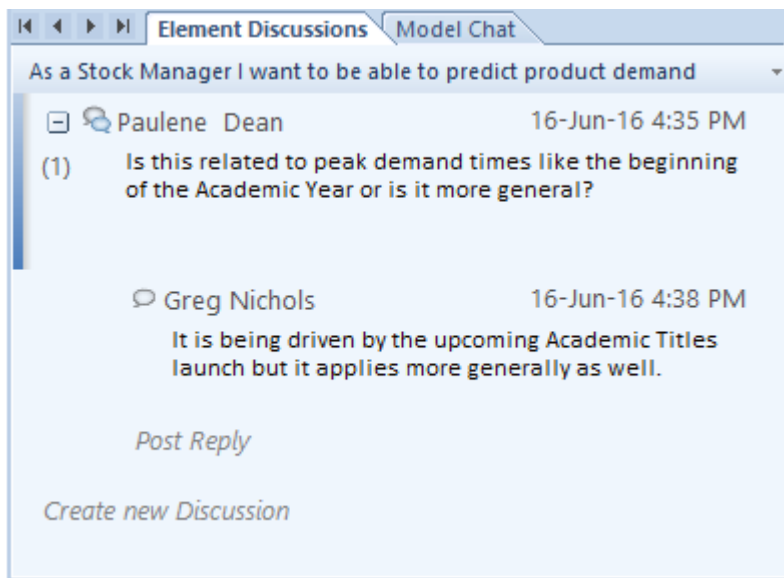 Element Discussions Model Chat
As a Stock Manager I want to be able to predict product demand
Paulene Dean 16-Jun-16 4:35 PM
(1) Is this related to peak demand times like the beginning
of the Academic Year or is it more general?
Greg Nichols 16-Jun-16 4:38 PM
It is being driven by the upcoming Academic Titles
launch but it applies more generally as well.
Post Reply
Create new Discussion